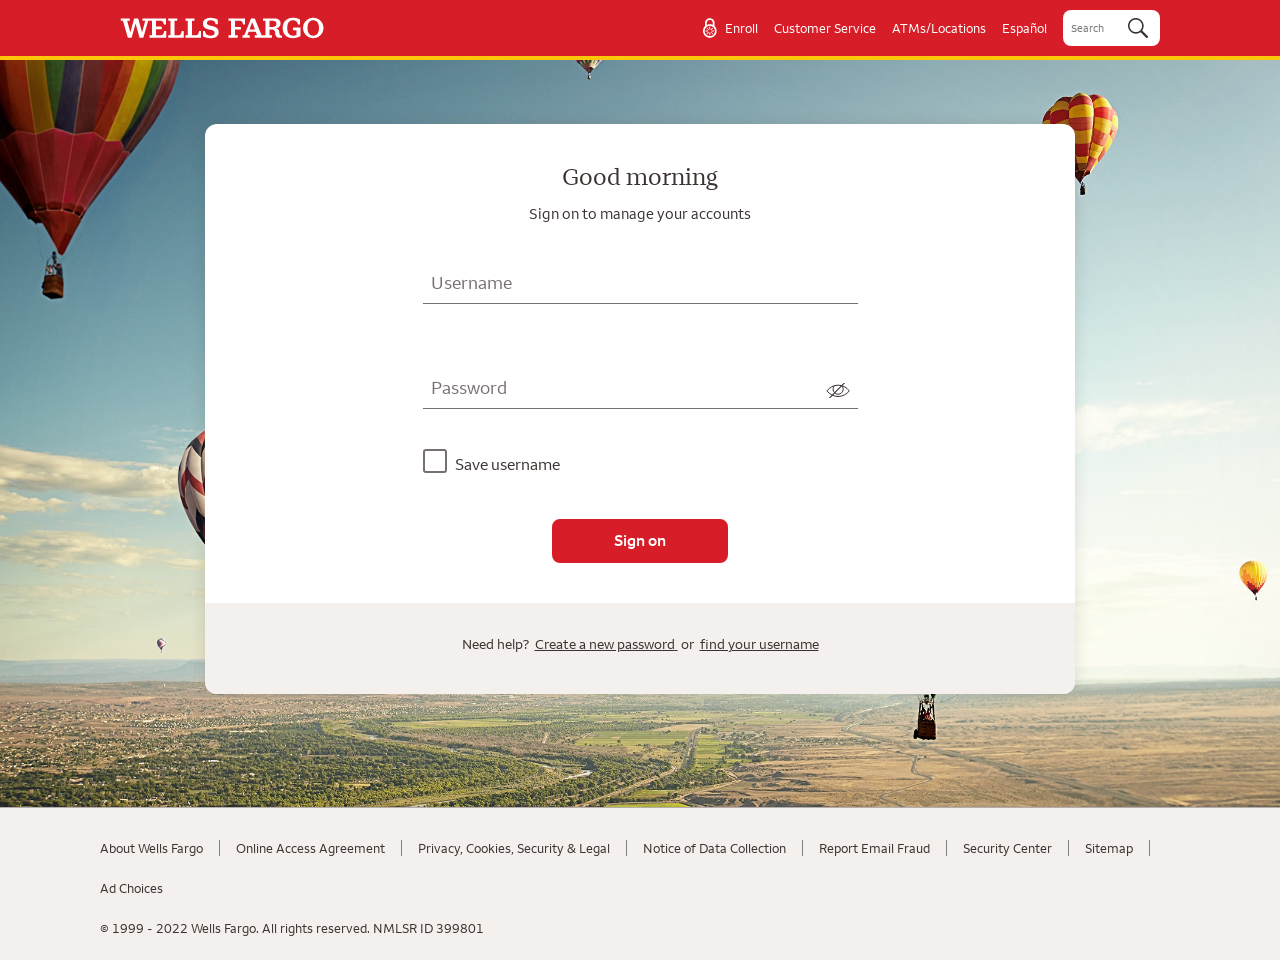 WELLS FARGO
Enroll
Customer Service
ATMs/Locations
Español
Search
Good morning
Sign on to manage your accounts
Username
Password
Save username
Sign on
Need help? Create a new password or find your username
About Wells Fargo
Online Access Agreement
Privacy, Cookies, Security & Legal
Notice of Data Collection
Report Email Fraud
Security Center
Sitemap
Ad Choices
© 1999 - 2022 Wells Fargo. All rights reserved. NMLSR ID 399801